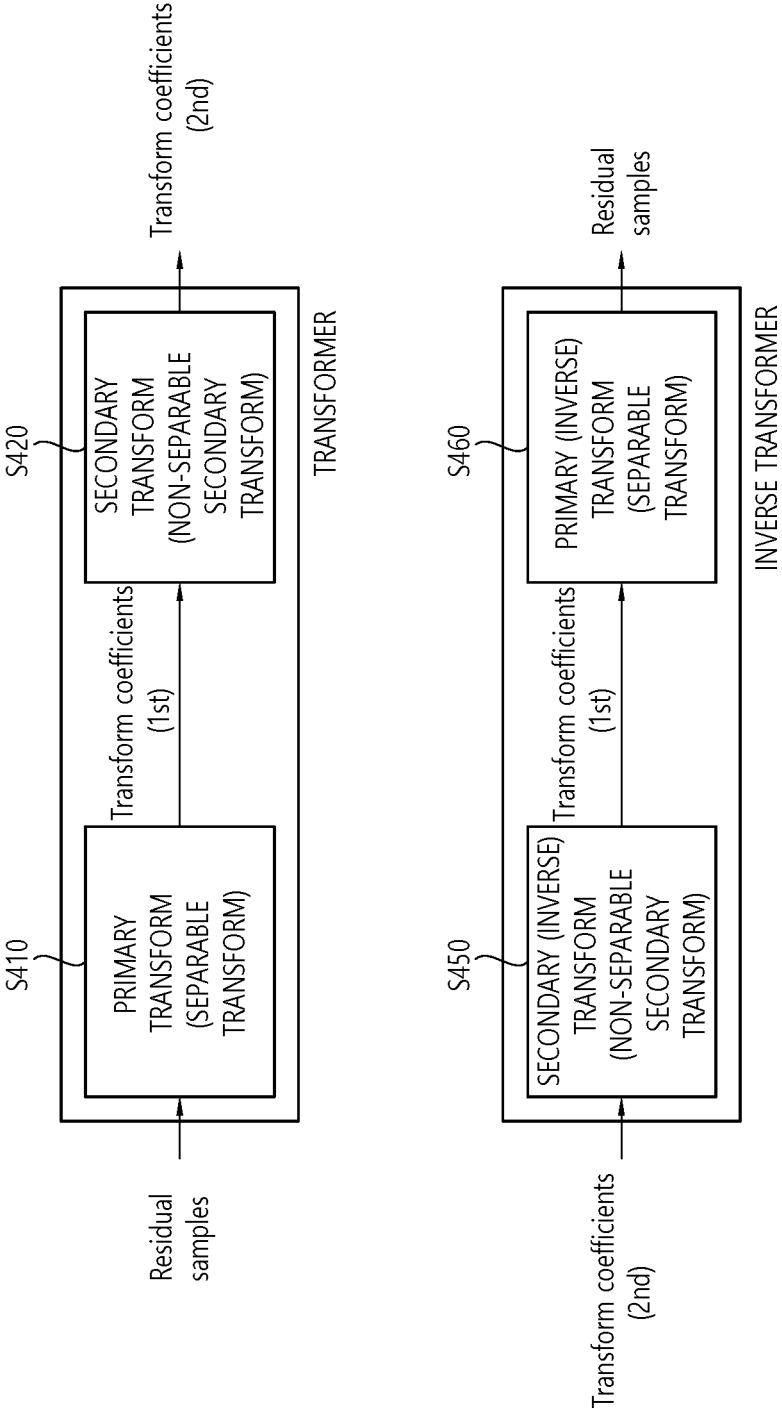 S410
S420
Residual
samples
PRIMARY
TRANSFORM
(SEPARABLE
TRANSFORM)
Transform coefficients
(1st)
SECONDARY
TRANSFORM
(NON-SEPARABLE
SECONDARY
TRANSFORM)
Transform coefficients
(2nd)
TRANSFORMER
S450
S460
Transform coefficients
(2nd)
SECONDARY (INVERSE)
TRANSFORM
(NON-SEPARABLE
SECONDARY
TRANSFORM)
Transform coefficients
(1st)
PRIMARY (INVERSE)
TRANSFORM
(SEPARABLE
TRANSFORM)
Residual
samples
INVERSE TRANSFORMER